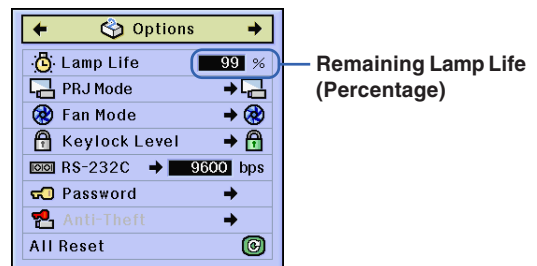 Options
Lamp Life 99 %
Remaining Lamp Life
(Percentage)
PRJ Mode
Fan Mode
Keylock Level
RS-232C 9600 bps
Password
Anti-Theft
All Reset